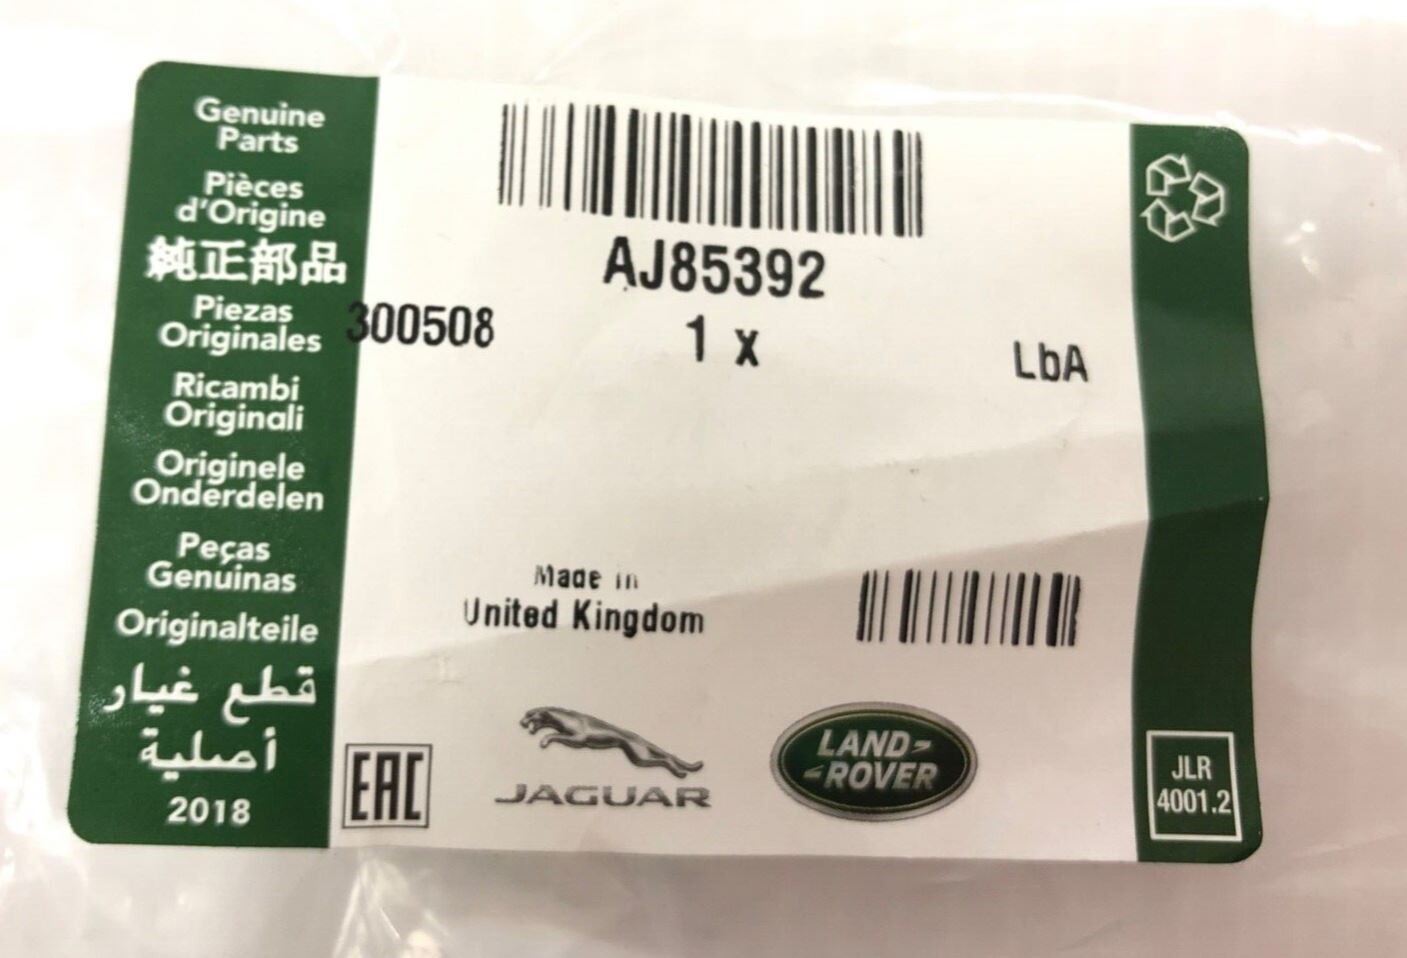 Genuine
Parts
Pièces
d'Origine
純正部品
Piezas
Originales
Ricambi
Originali
Originele
Onderdelen
Peças
Genuínas
Originalteile
قطع غيار
أصلية
2018
AJ85392
300508
1 x
LbA
Made in
United Kingdom
EAC
JAGUAR
LAND-
-ROVER
JLR
4001.2